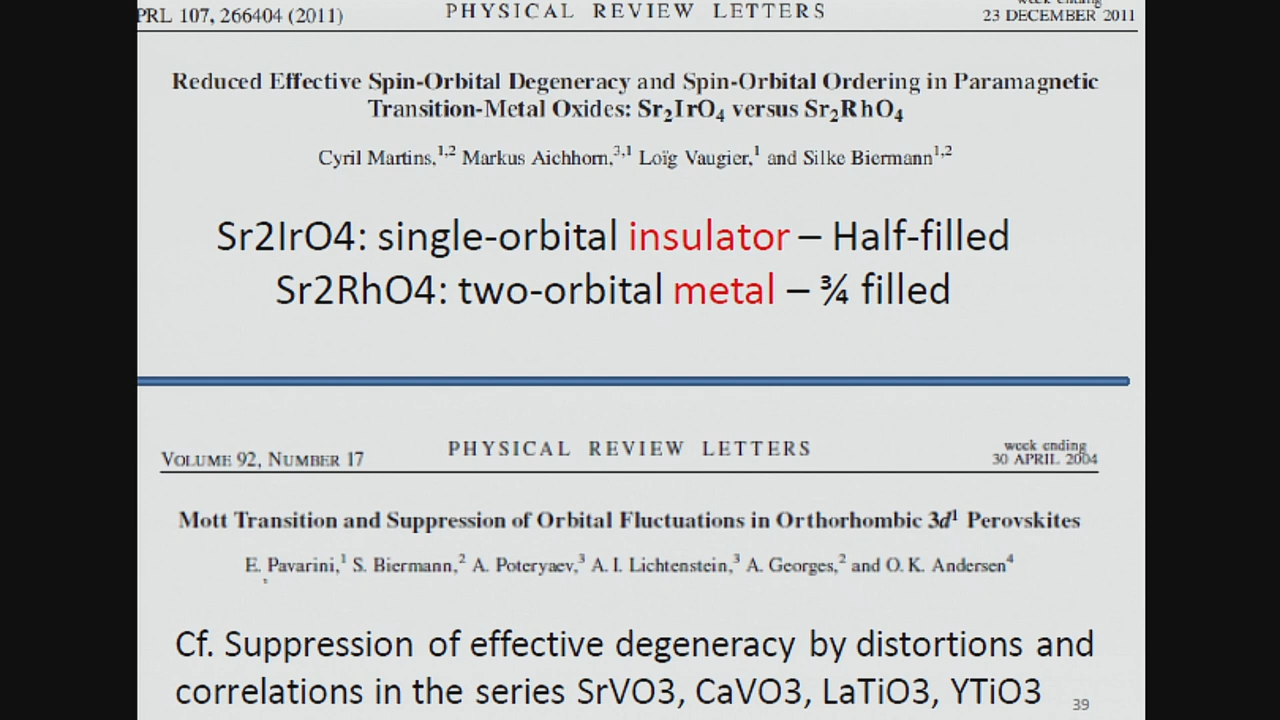 PRL 107, 266404 (2011)
PHYSICAL REVIEW LETTERS
week ending
23 DECEMBER 2011
Reduced Effective Spin-Orbital Degeneracy and Spin-Orbital Ordering in Paramagnetic
Transition-Metal Oxides: Sr₂IrO₄ versus Sr₂RhO₄
Cyril Martins,¹,² Markus Aichhorn,³,¹ Loïg Vaugier,¹ and Silke Biermann¹,²
Sr2IrO4: single-orbital insulator – Half-filled
Sr2RhO4: two-orbital metal – ¾ filled
VOLUME 92, NUMBER 17
PHYSICAL REVIEW LETTERS
week ending
30 APRIL 2004
Mott Transition and Suppression of Orbital Fluctuations in Orthorhombic 3d¹ Perovskites
E. Pavarini,¹ S. Biermann,² A. Poteryaev,³ A. I. Lichtenstein,³ A. Georges,² and O. K. Andersen⁴
Cf. Suppression of effective degeneracy by distortions and
correlations in the series SrVO3, CaVO3, LaTiO3, YTiO3
39